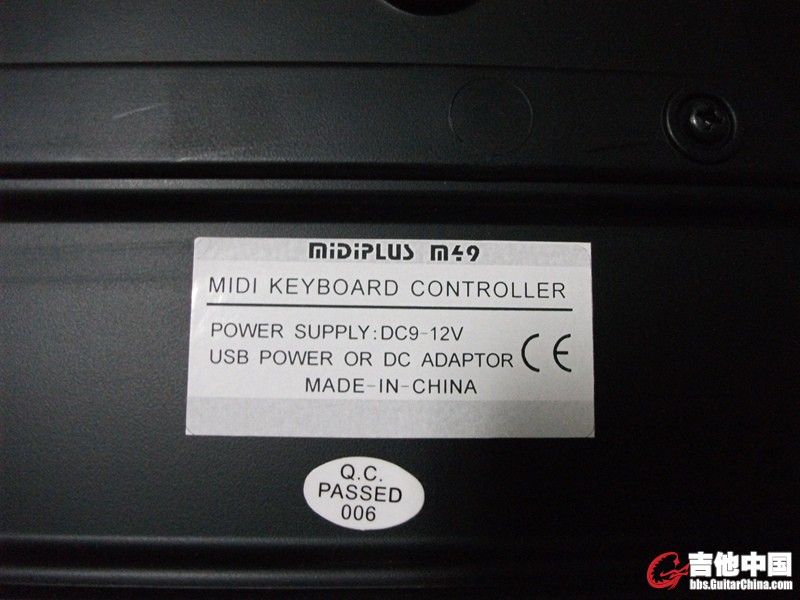 MiDiPLUS M49
MIDI KEYBOARD CONTROLLER
POWER SUPPLY:DC9-12V
USB POWER OR DC ADAPTOR CE
MADE-IN-CHINA
Q.C.
PASSED
006
吉他中国
bbs.GuitarChina.com